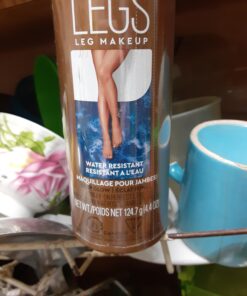 LEGS
LEG MAKEUP
WATER RESISTANT
RÉSISTANT À L'EAU
MAQUILLAGE POUR JAMBES
NET WT./POIDS NET 124.7 g (4.4 OZ)